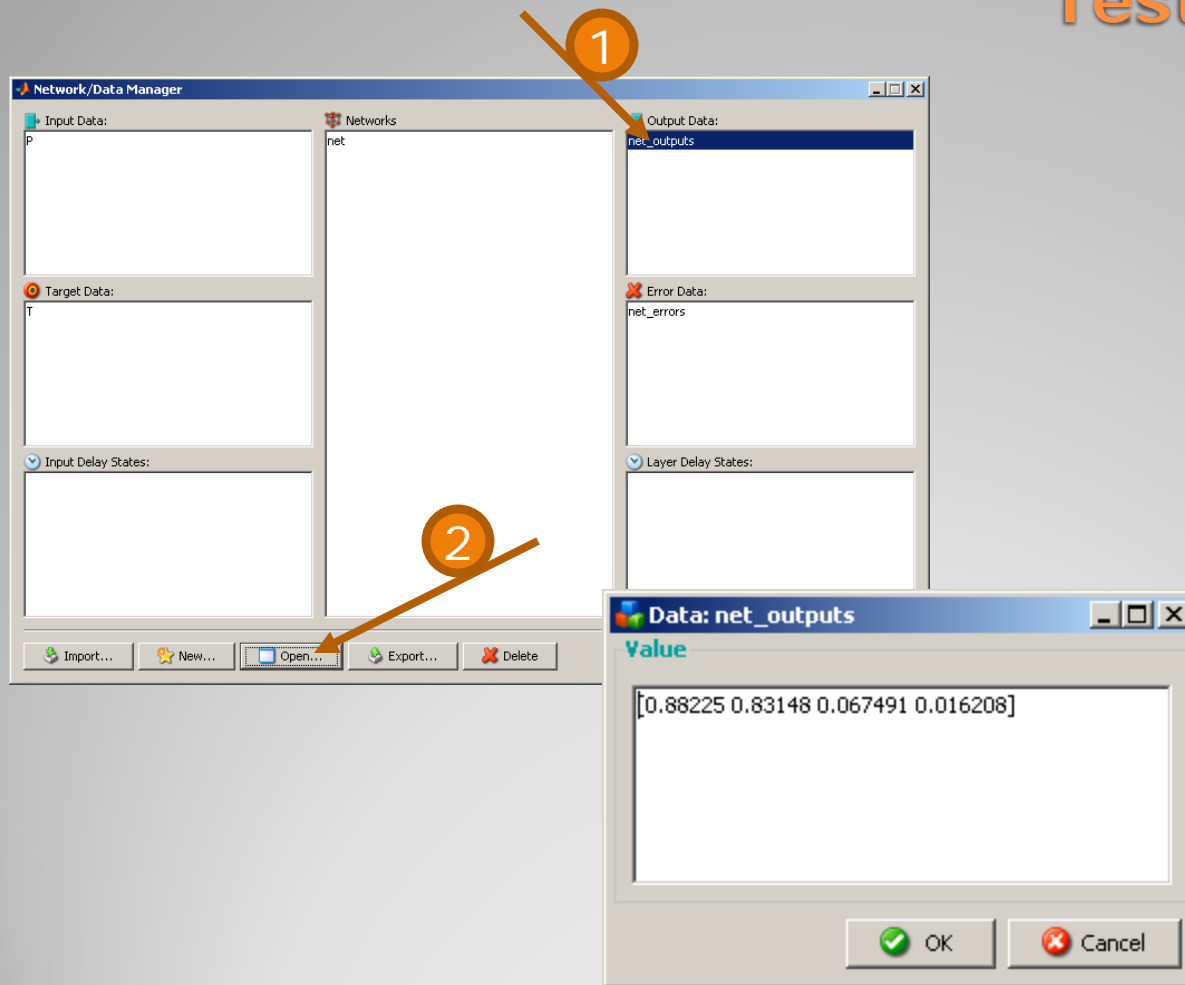 Test
1
Network/Data Manager
Input Data:
P
Networks
net
Output Data:
net_outputs
Target Data:
T
Error Data:
net_errors
Input Delay States:
Layer Delay States:
2
Import...
New...
Open...
Export...
Delete
Data: net_outputs
Value
[0.88225 0.83148 0.067491 0.016208]
OK
Cancel